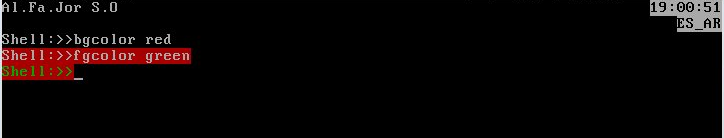 Al.Fa.Jor S.O 19:00:51
ES_AR
Shell:>>bgcolor red
Shell:>>fgcolor green
Shell:>>_